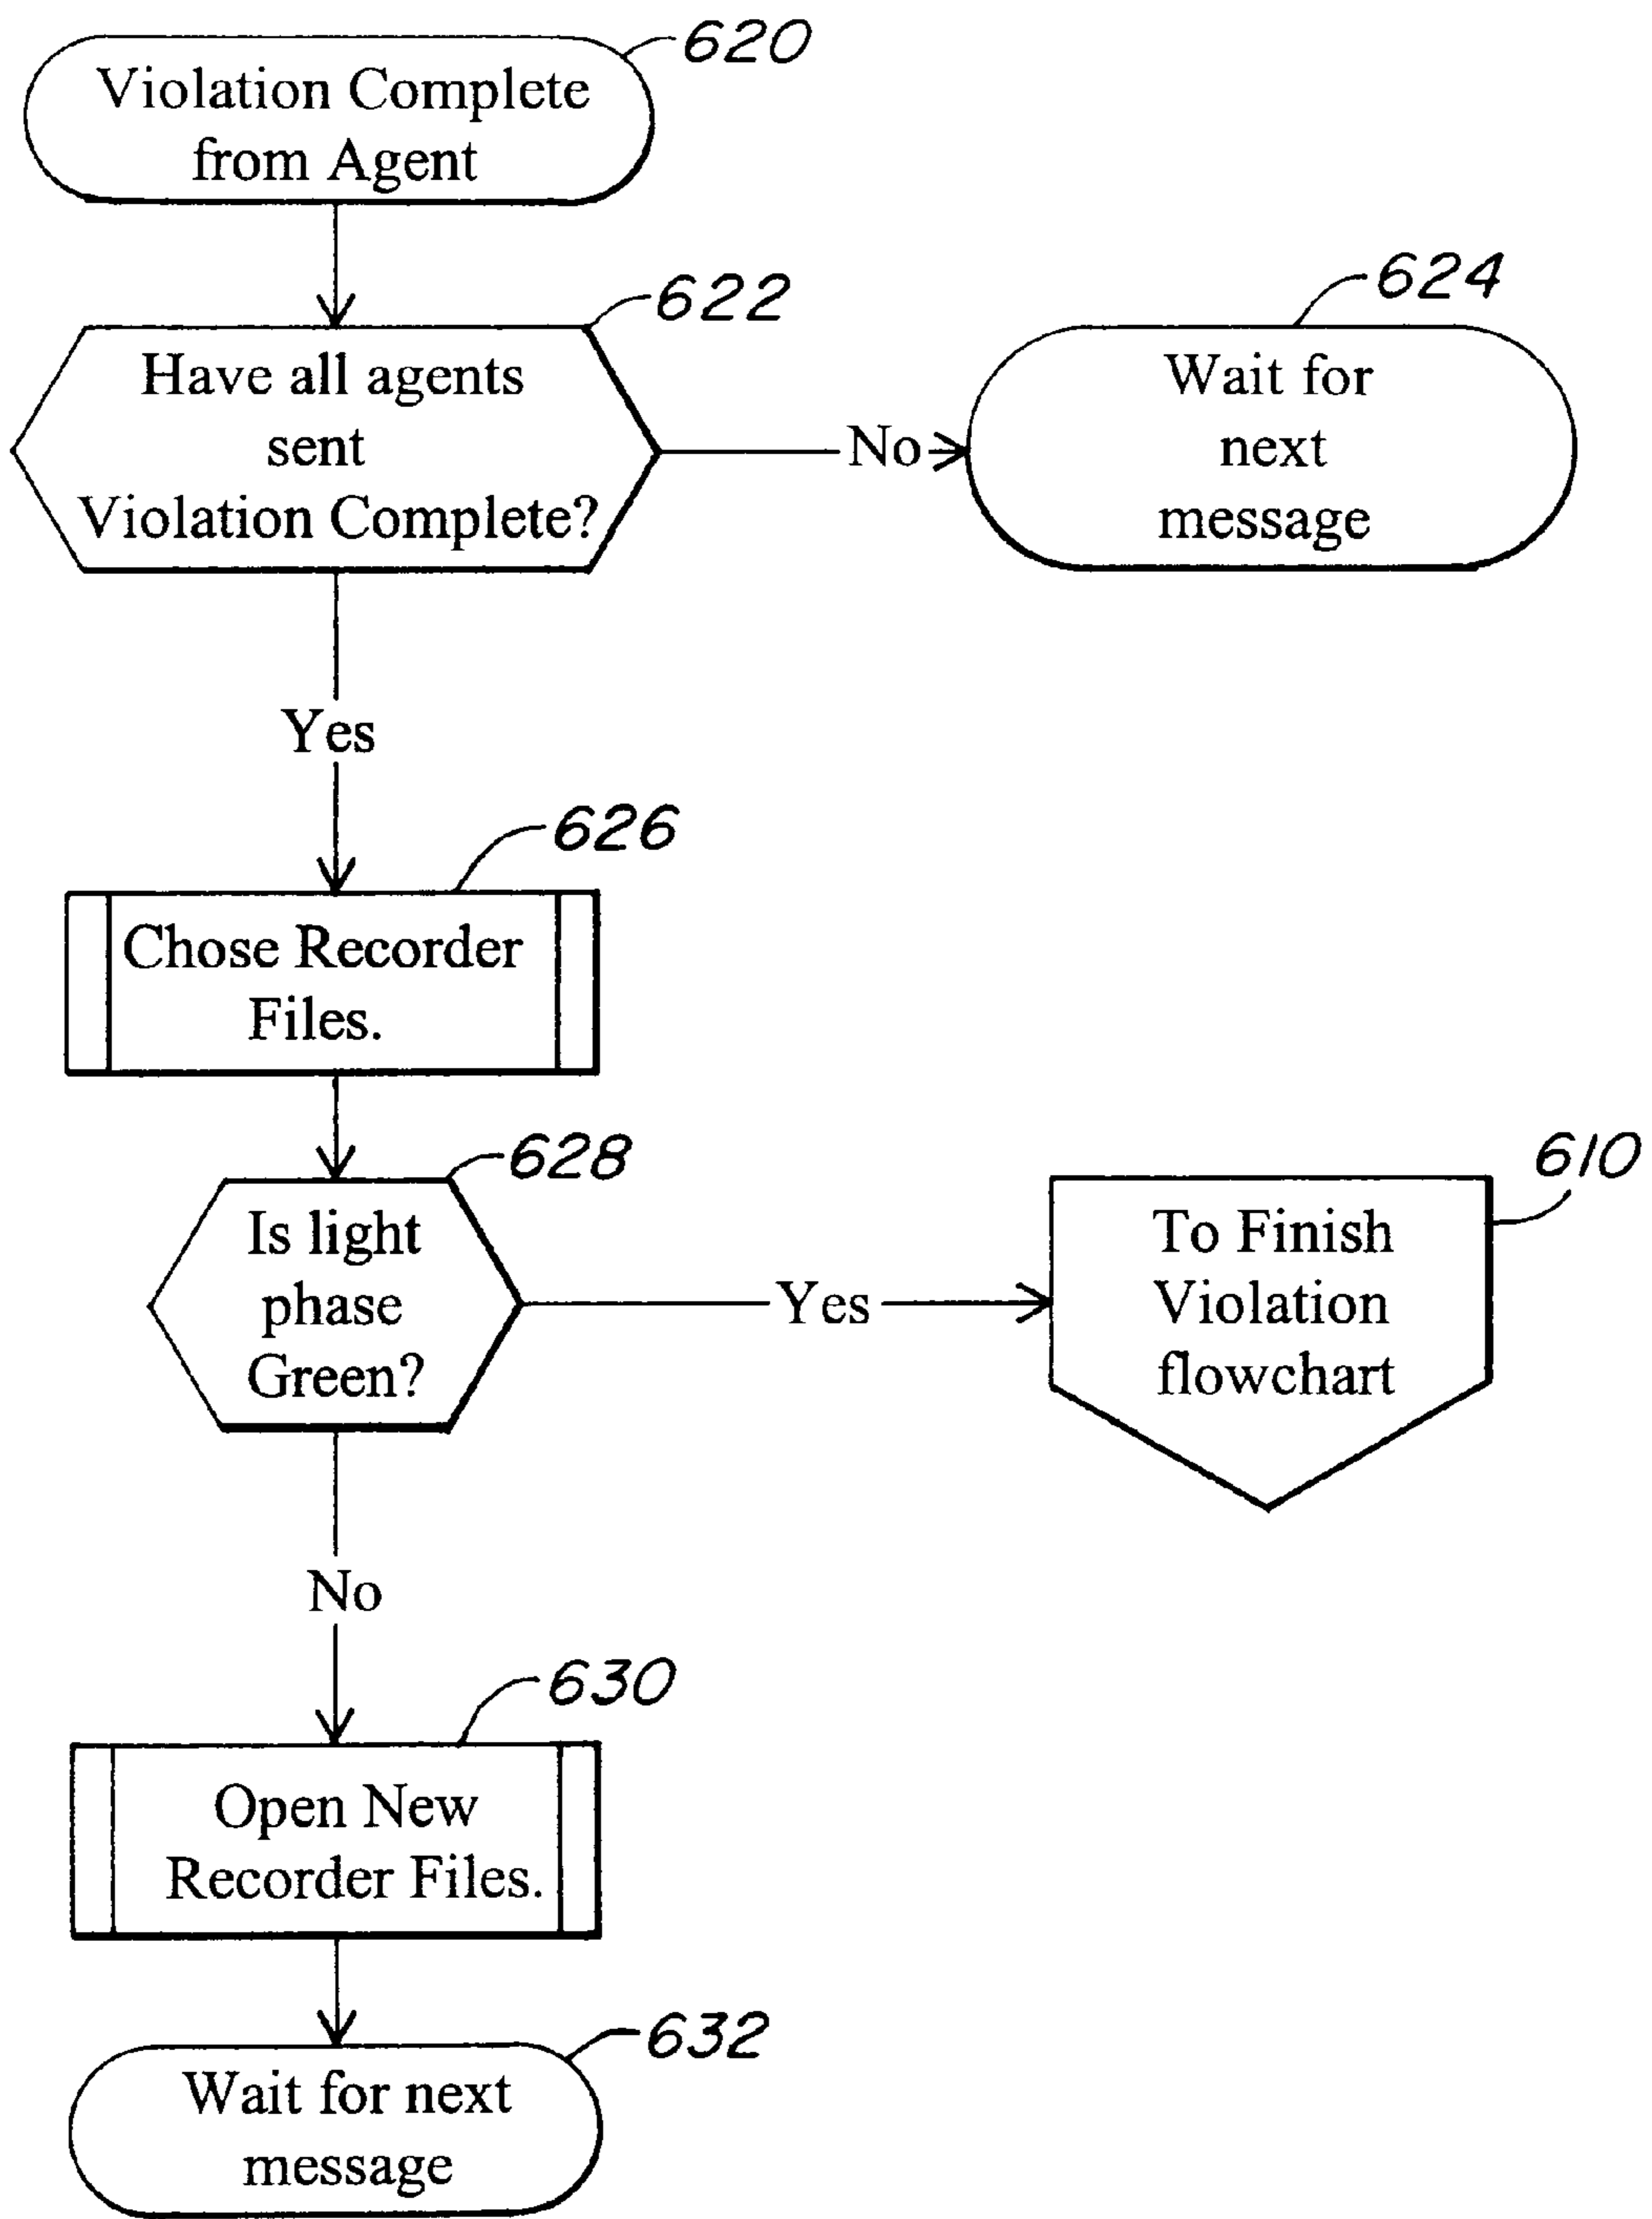 620
Violation Complete
from Agent
622
Have all agents
sent
Violation Complete?
No
624
Wait for
next
message
Yes
626
Chose Recorder
Files.
628
Is light
phase
Green?
Yes
610
To Finish
Violation
flowchart
No
630
Open New
Recorder Files.
632
Wait for next
message